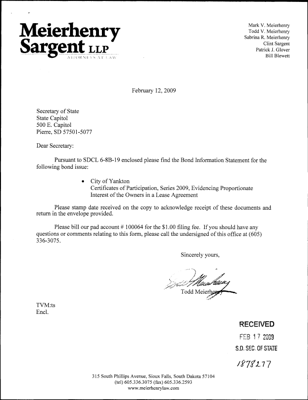 Meierhenry
Sargent LLP
ATTORNEYS AT LAW
Mark V. Meierhenry
Todd V. Meierhenry
Sabrina R. Meierhenry
Clint Sargent
Patrick J. Glover
Bill Blewett
February 12, 2009
Secretary of State
State Capitol
500 E. Capitol
Pierre, SD 57501-5077
Dear Secretary:
Pursuant to SDCL 6-8B-19 enclosed please find the Bond Information Statement for the
following bond issue:
• City of Yankton
Certificates of Participation, Series 2009, Evidencing Proportionate
Interest of the Owners in a Lease Agreement
Please stamp date received on the copy to acknowledge receipt of these documents and
return in the envelope provided.
Please bill our pad account # 100064 for the $1.00 filing fee. If you should have any
questions or comments relating to this form, please call the undersigned of this office at (605)
336-3075.
Sincerely yours,
Todd Meierhenry
TVM:ts
Encl.
RECEIVED
FEB 17 2009
S.D. SEC. OF STATE
1878277
315 South Phillips Avenue, Sioux Falls, South Dakota 57104
(tel) 605.336.3075 (fax) 605.336.2593
www.meierhenrylaw.com